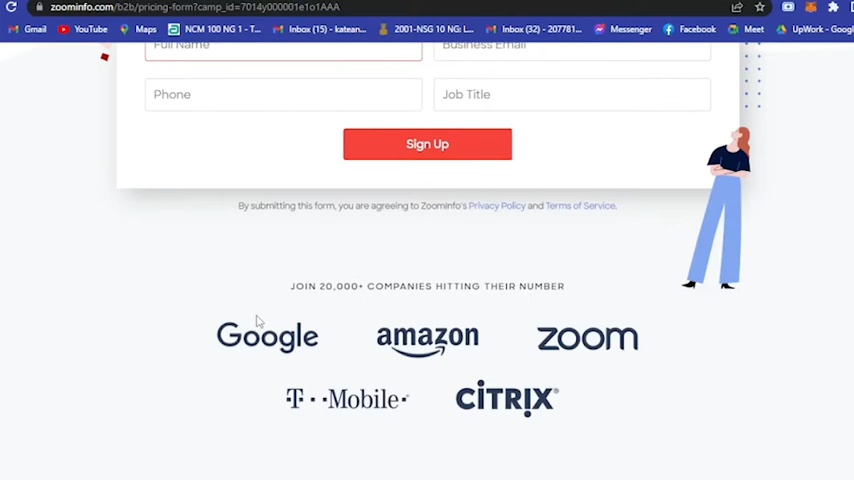 zoominfo.com/b2b/pricing-form?camp_id=7014y000001e1o1AAA
Gmail YouTube Maps NCM 100 NG 1 - T... Inbox (15) - katean... 2001-NSG 10 NG: L... Inbox (32) - 207781... Messenger Facebook Meet UpWork - Googl
Full Name Business Email
Phone Job Title
Sign Up
By submitting this form, you are agreeing to ZoomInfo's Privacy Policy and Terms of Service.
JOIN 20,000+ COMPANIES HITTING THEIR NUMBER
Google amazon zoom
T··Mobile· CITRIX®